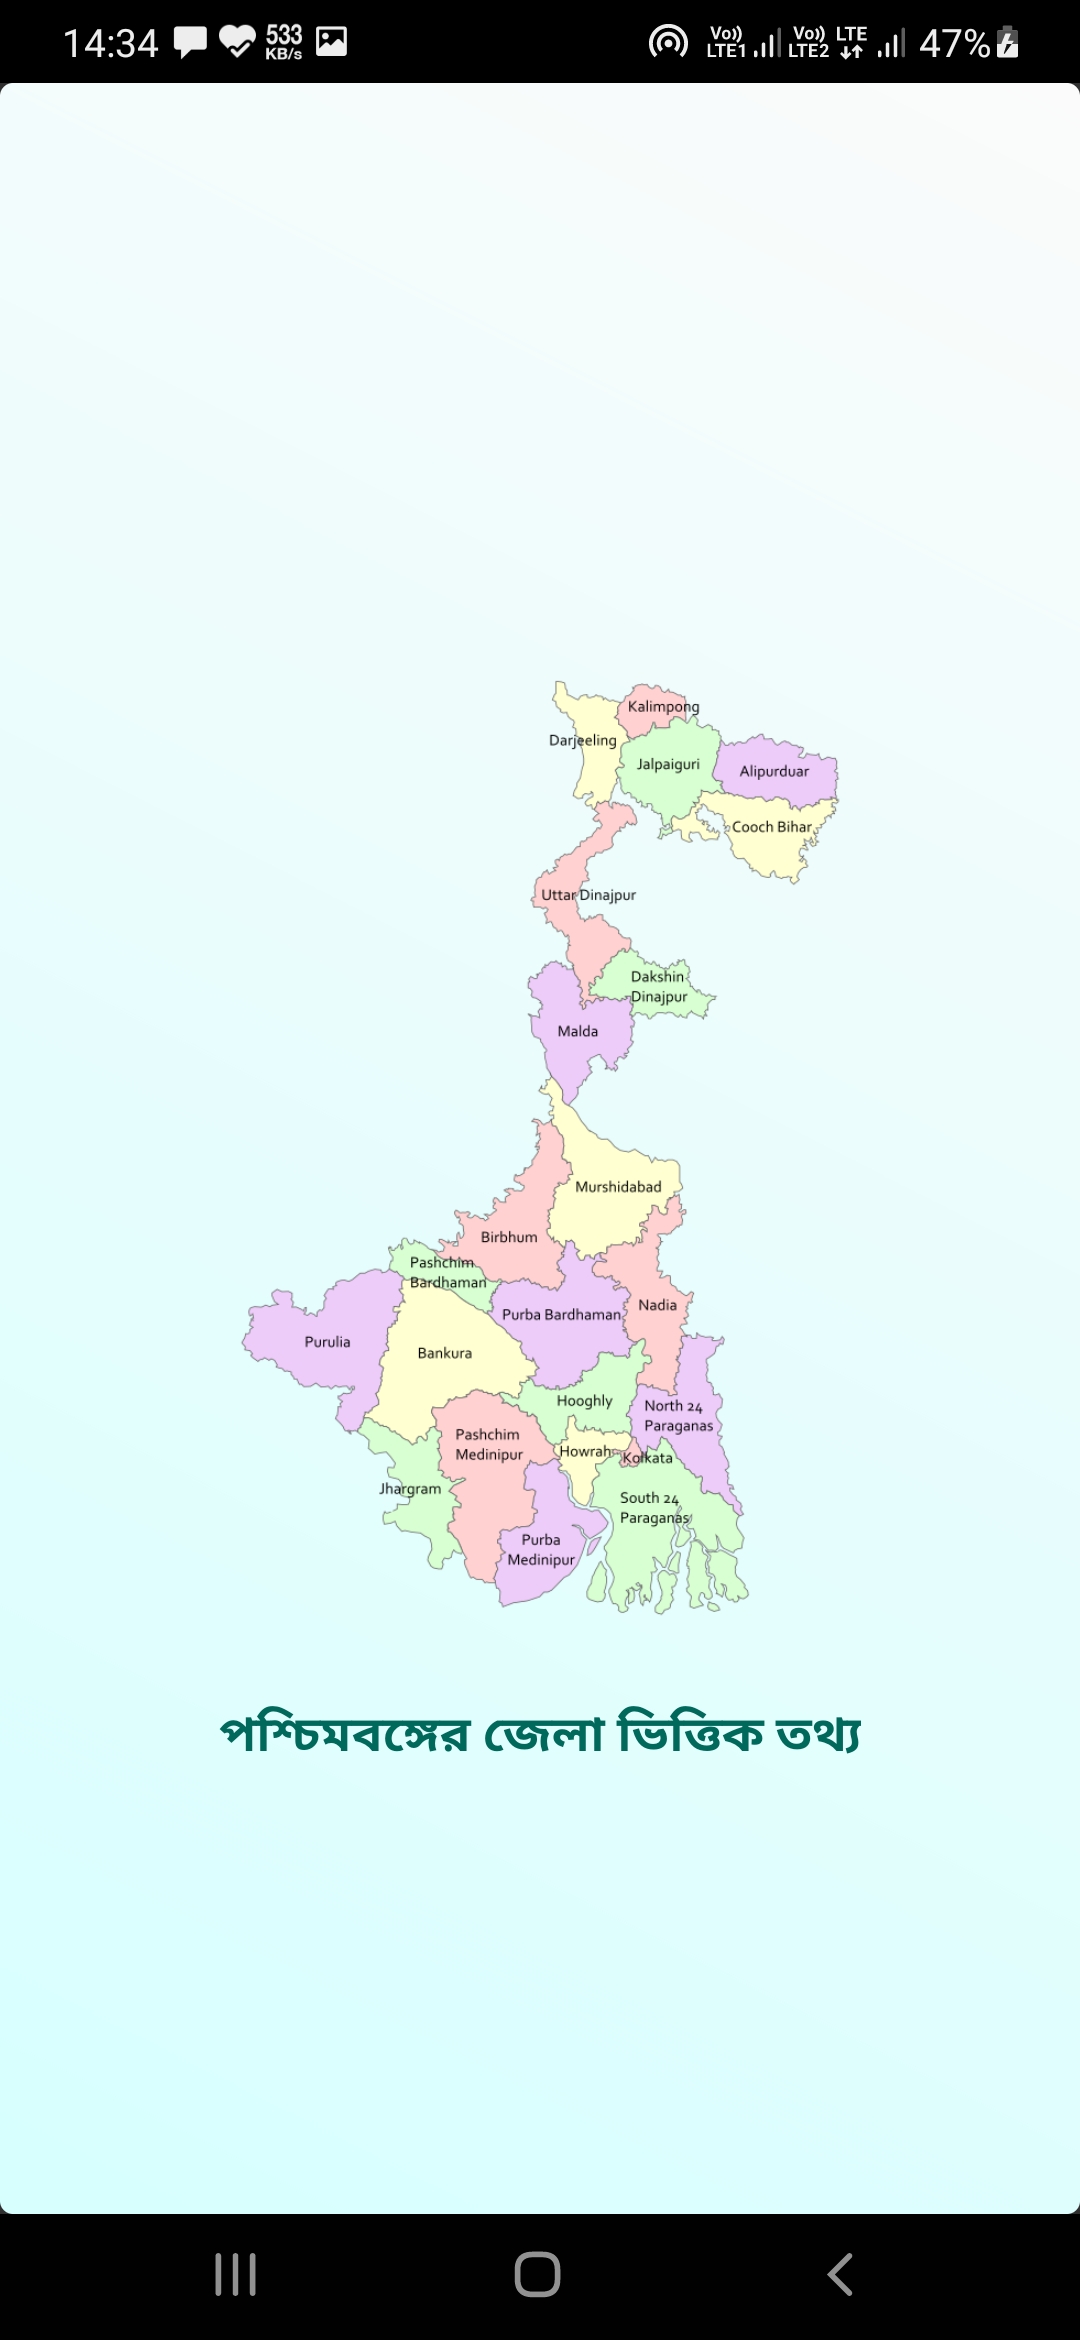 14:34 533 KB/s Vo)) LTE1 Vo)) LTE2 LTE 47%
Kalimpong
Darjeeling
Jalpaiguri
Alipurduar
Cooch Bihar
Uttar Dinajpur
Dakshin
Dinajpur
Malda
Murshidabad
Birbhum
Pashchim
Bardhaman
Purba Bardhaman
Nadia
Purulia
Bankura
Hooghly
North 24
Paraganas
Pashchim
Medinipur
Howrah
Kolkata
Jhargram
South 24
Paraganas
Purba
Medinipur
পশ্চিমবঙ্গের জেলা ভিত্তিক তথ্য